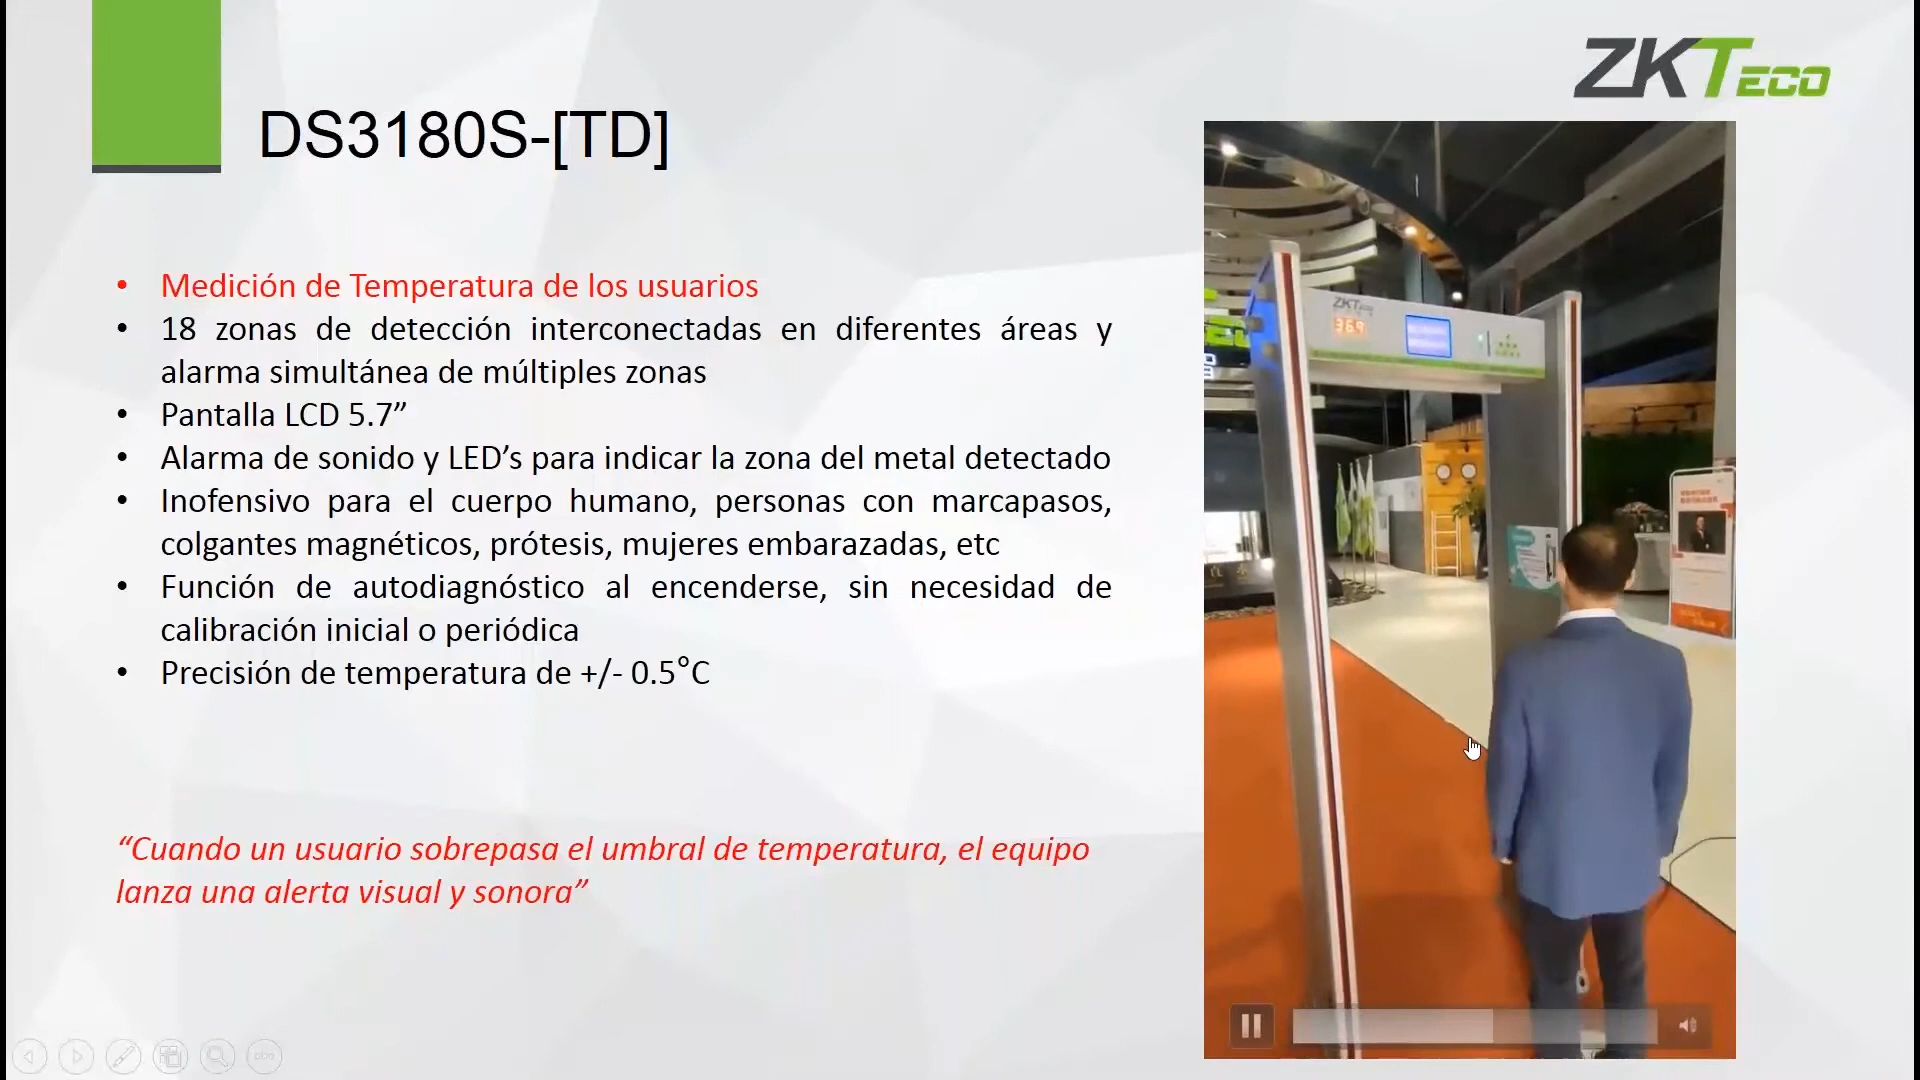 ZKTECO
DS3180S-[TD]
• Medición de Temperatura de los usuarios
• 18 zonas de detección interconectadas en diferentes áreas y
alarma simultánea de múltiples zonas
• Pantalla LCD 5.7”
• Alarma de sonido y LED’s para indicar la zona del metal detectado
• Inofensivo para el cuerpo humano, personas con marcapasos,
colgantes magnéticos, prótesis, mujeres embarazadas, etc
• Función de autodiagnóstico al encenderse, sin necesidad de
calibración inicial o periódica
• Precisión de temperatura de +/- 0.5°C
“Cuando un usuario sobrepasa el umbral de temperatura, el equipo
lanza una alerta visual y sonora”
ZKTeco
36.9